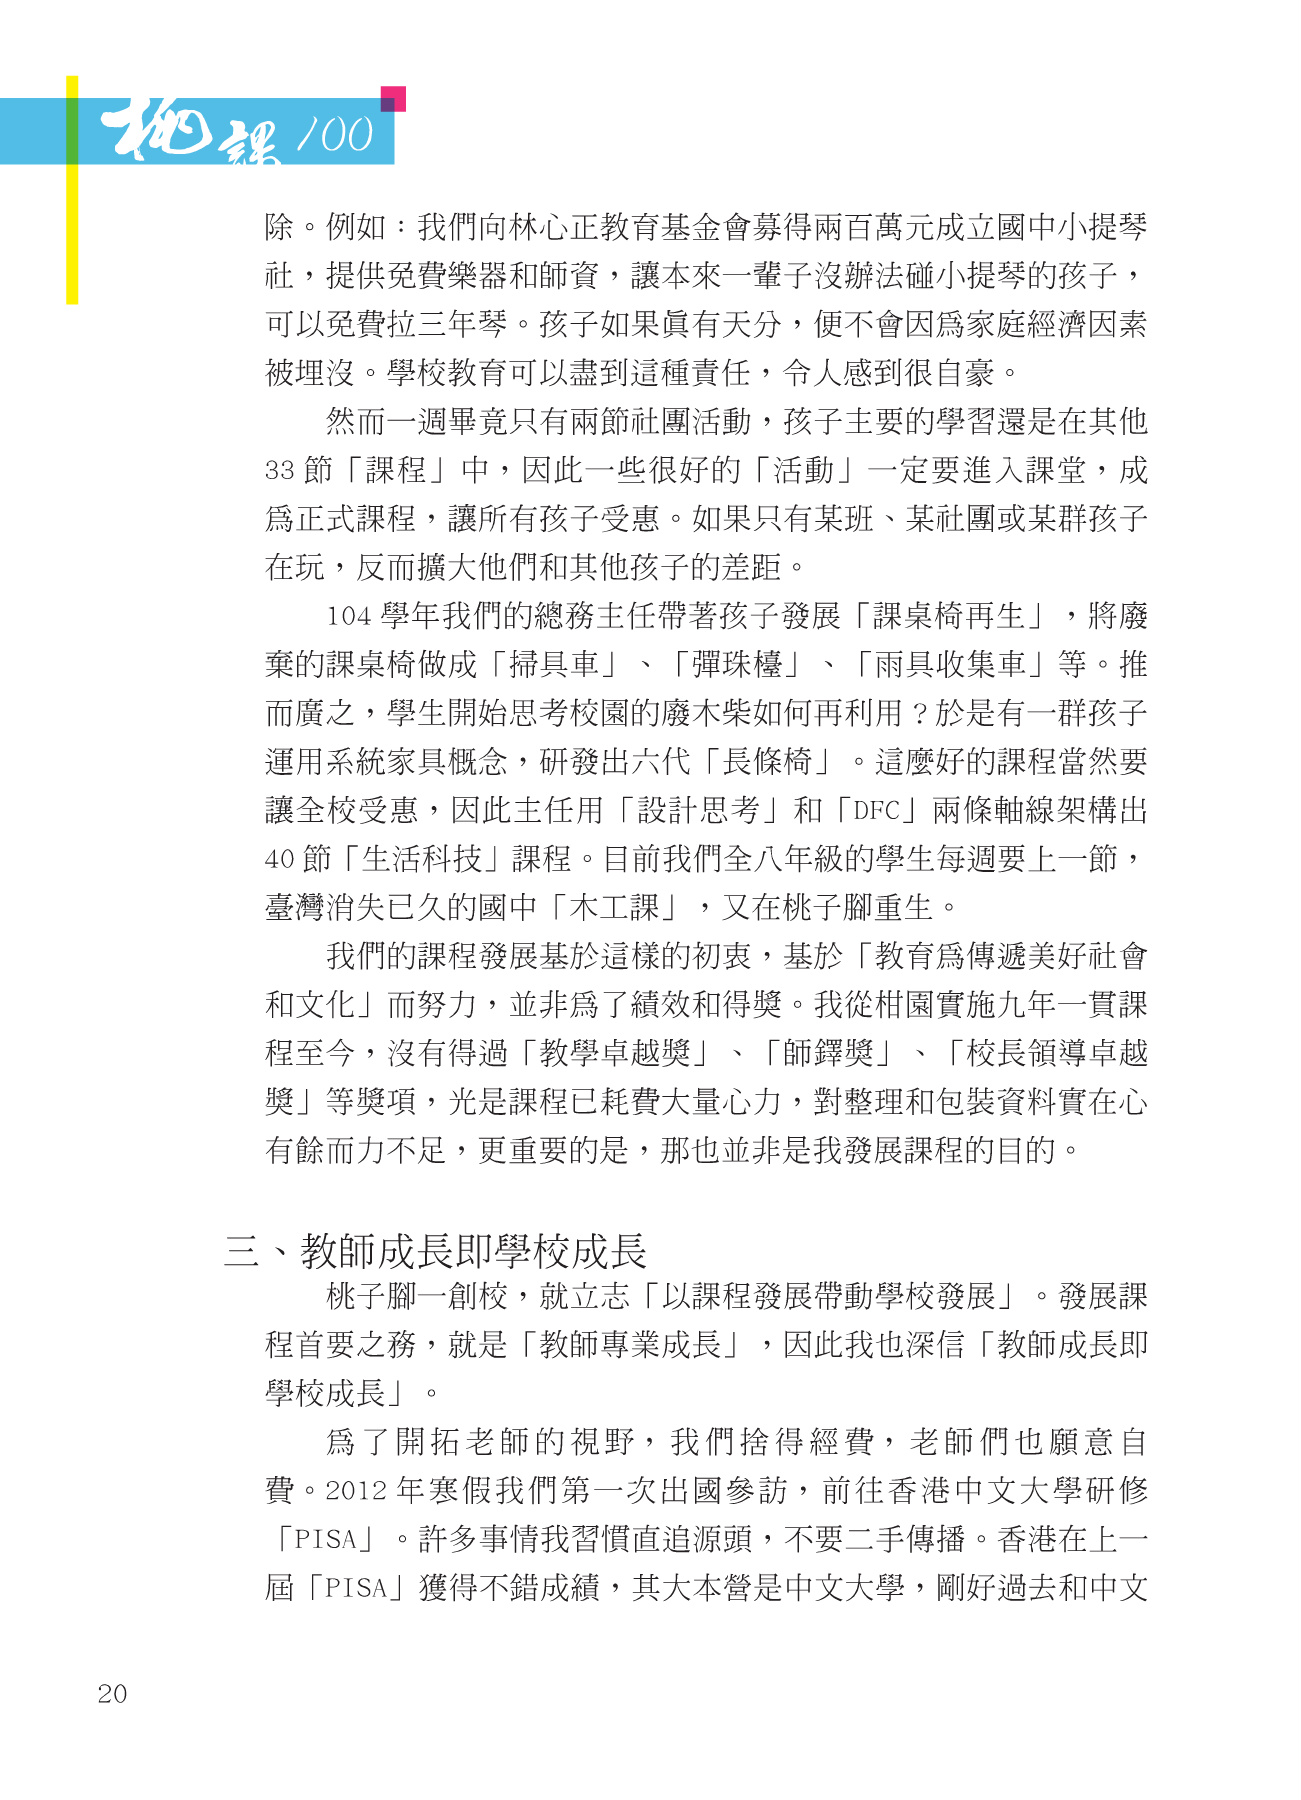 桃課100
除。例如：我們向林心正教育基金會募得兩百萬元成立國中小提琴
社，提供免費樂器和師資，讓本來一輩子沒辦法碰小提琴的孩子，
可以免費拉三年琴。孩子如果眞有天分，便不會因爲家庭經濟因素
被埋沒。學校教育可以盡到這種責任，令人感到很自豪。
然而一週畢竟只有兩節社團活動，孩子主要的學習還是在其他
33 節「課程」中，因此一些很好的「活動」一定要進入課堂，成
爲正式課程，讓所有孩子受惠。如果只有某班、某社團或某群孩子
在玩，反而擴大他們和其他孩子的差距。
104 學年我們的總務主任帶著孩子發展「課桌椅再生」，將廢
棄的課桌椅做成「掃具車」、「彈珠檯」、「雨具收集車」等。推
而廣之，學生開始思考校園的廢木柴如何再利用？於是有一群孩子
運用系統家具概念，研發出六代「長條椅」。這麼好的課程當然要
讓全校受惠，因此主任用「設計思考」和「DFC」兩條軸線架構出
40 節「生活科技」課程。目前我們全八年級的學生每週要上一節，
臺灣消失已久的國中「木工課」，又在桃子腳重生。
我們的課程發展基於這樣的初衷，基於「教育爲傳遞美好社會
和文化」而努力，並非爲了績效和得獎。我從柑園實施九年一貫課
程至今，沒有得過「教學卓越獎」、「師鐸獎」、「校長領導卓越
獎」等獎項，光是課程已耗費大量心力，對整理和包裝資料實在心
有餘而力不足，更重要的是，那也並非是我發展課程的目的。
三、教師成長即學校成長
桃子腳一創校，就立志「以課程發展帶動學校發展」。發展課
程首要之務，就是「教師專業成長」，因此我也深信「教師成長即
學校成長」。
爲了開拓老師的視野，我們捨得經費，老師們也願意自
費。2012 年寒假我們第一次出國參訪，前往香港中文大學研修
「PISA」。許多事情我習慣直追源頭，不要二手傳播。香港在上一
屆「PISA」獲得不錯成績，其大本營是中文大學，剛好過去和中文
20